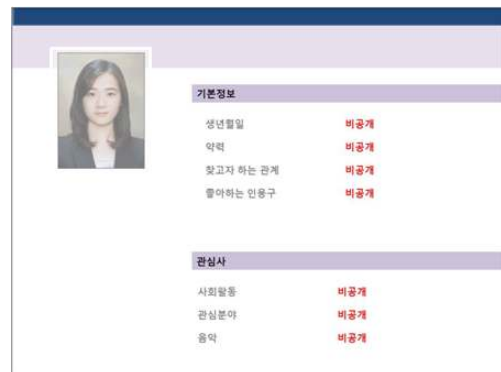 기본정보
생년월일 비공개
약력 비공개
찾고자 하는 관계 비공개
좋아하는 인용구 비공개
관심사
사회활동 비공개
관심분야 비공개
음악 비공개